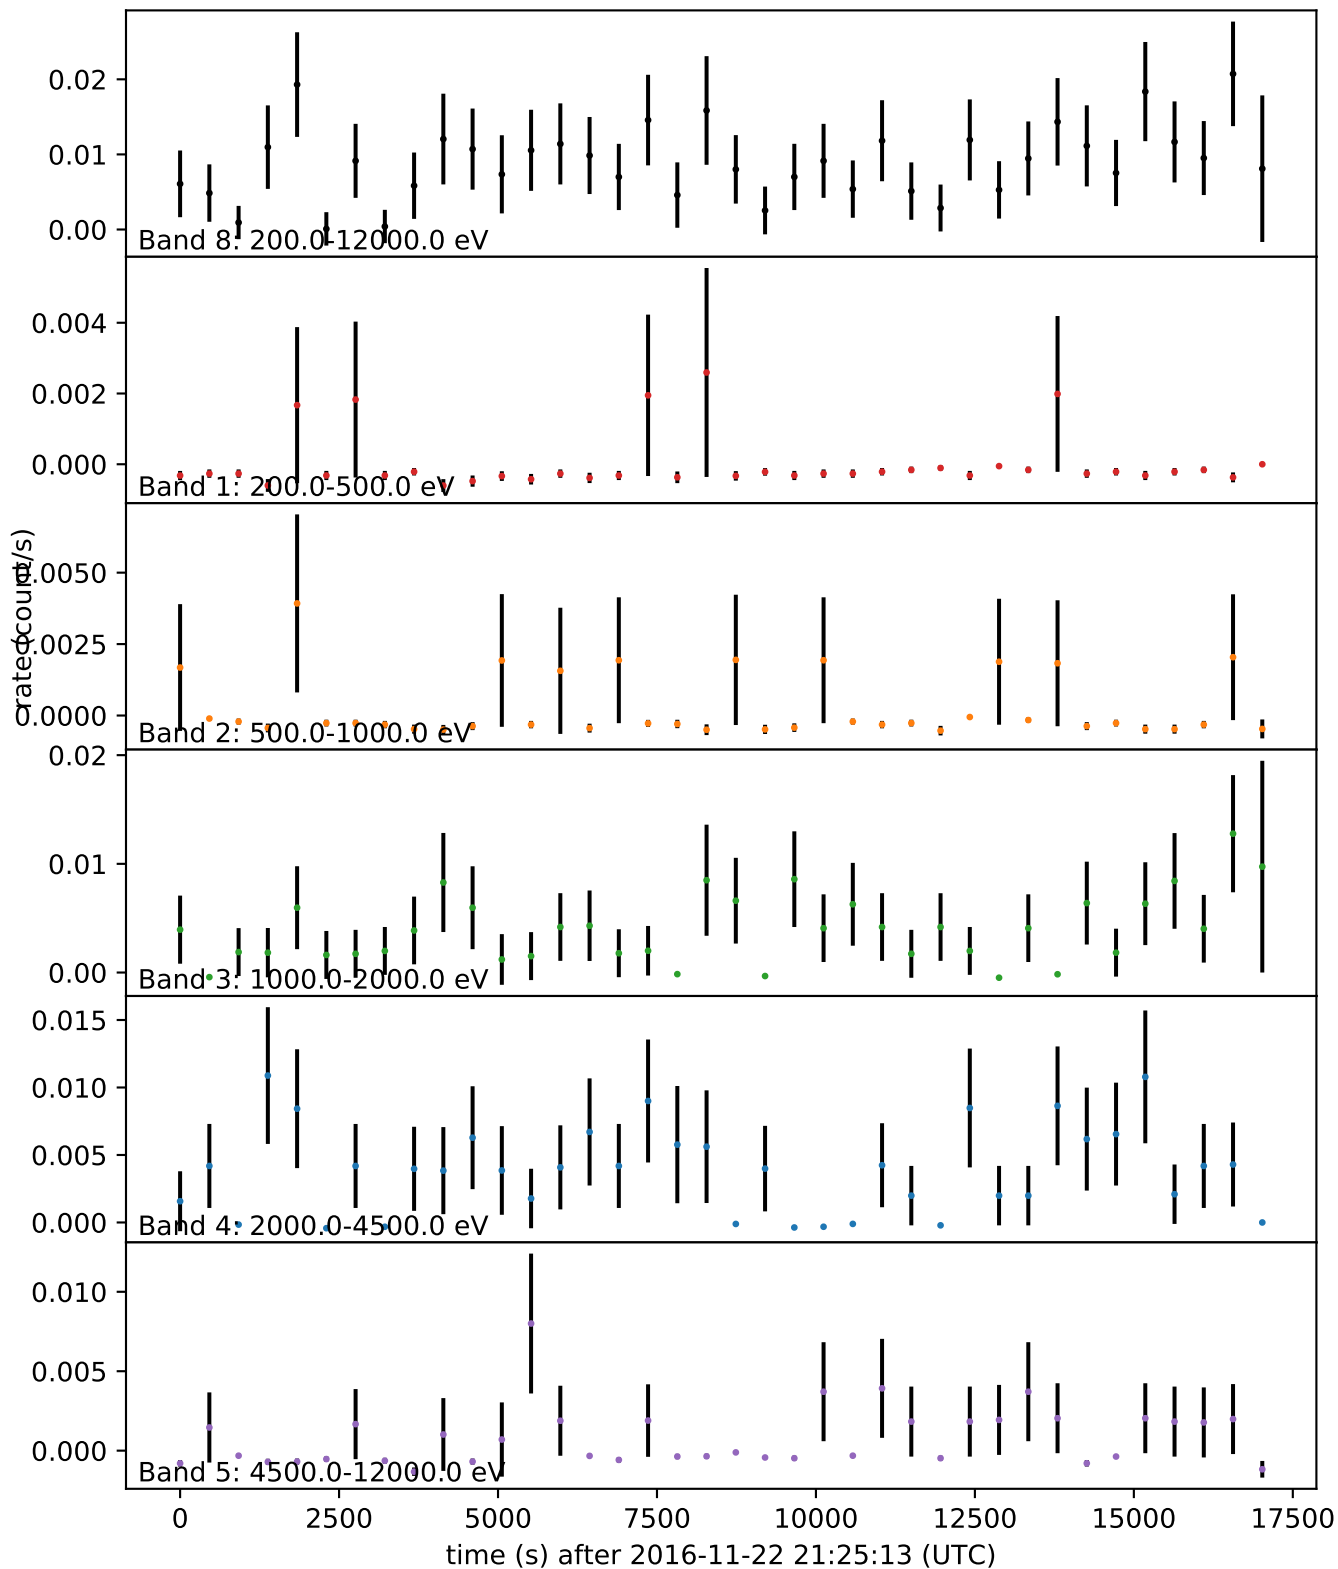 0.02
0.01
0.00
Band 8: 200.0-12000.0 eV
0.004
0.002
0.000
Band 1: 200.0-500.0 eV
rate (count/s)
0.0050
0.0025
0.0000
Band 2: 500.0-1000.0 eV
0.02
0.01
0.00
Band 3: 1000.0-2000.0 eV
0.015
0.010
0.005
0.000
Band 4: 2000.0-4500.0 eV
0.010
0.005
0.000
Band 5: 4500.0-12000.0 eV
0 2500 5000 7500 10000 12500 15000 17500
time (s) after 2016-11-22 21:25:13 (UTC)